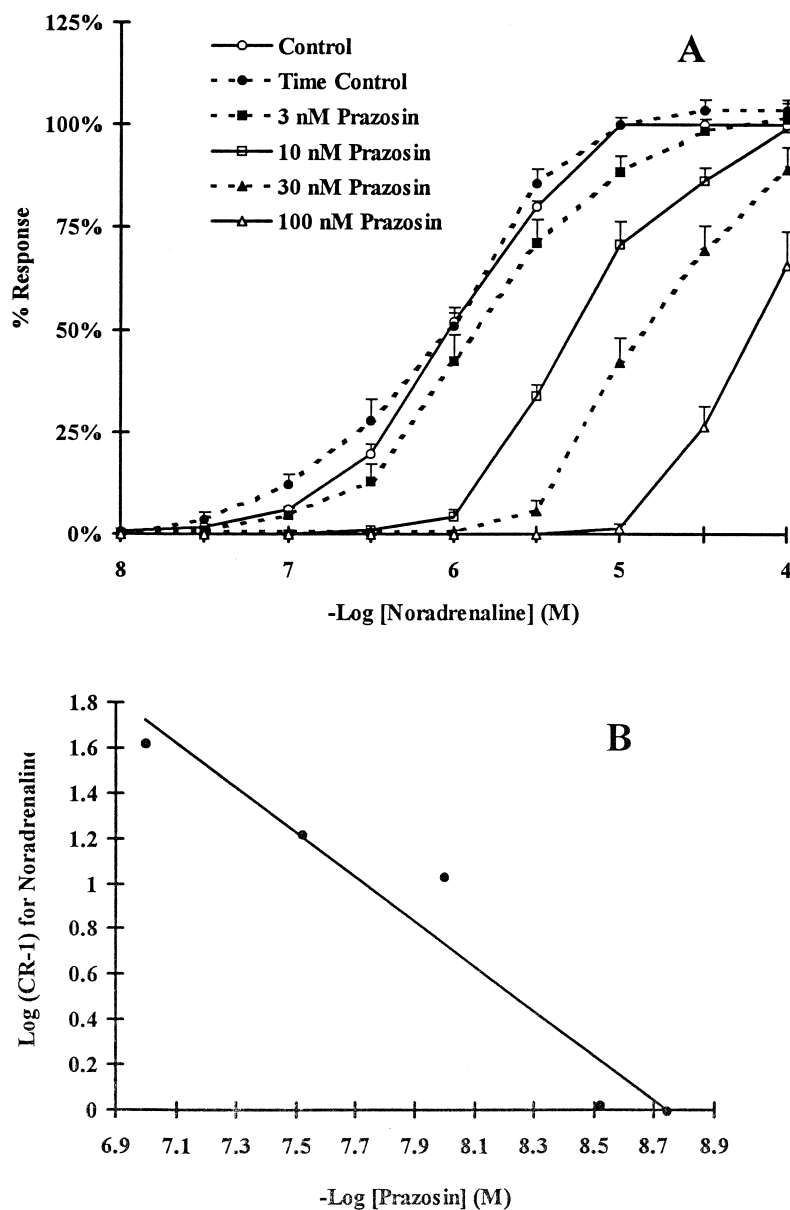 125%
100%
75%
50%
25%
0%
% Response
A
Control
Time Control
3 nM Prazosin
10 nM Prazosin
30 nM Prazosin
100 nM Prazosin
8 7 6 5 4
-Log [Noradrenaline] (M)
1.8
1.6
1.4
1.2
1
0.8
0.6
0.4
0.2
0
Log (CR-1) for Noradrenaline
B
6.9 7.1 7.3 7.5 7.7 7.9 8.1 8.3 8.5 8.7 8.9
-Log [Prazosin] (M)